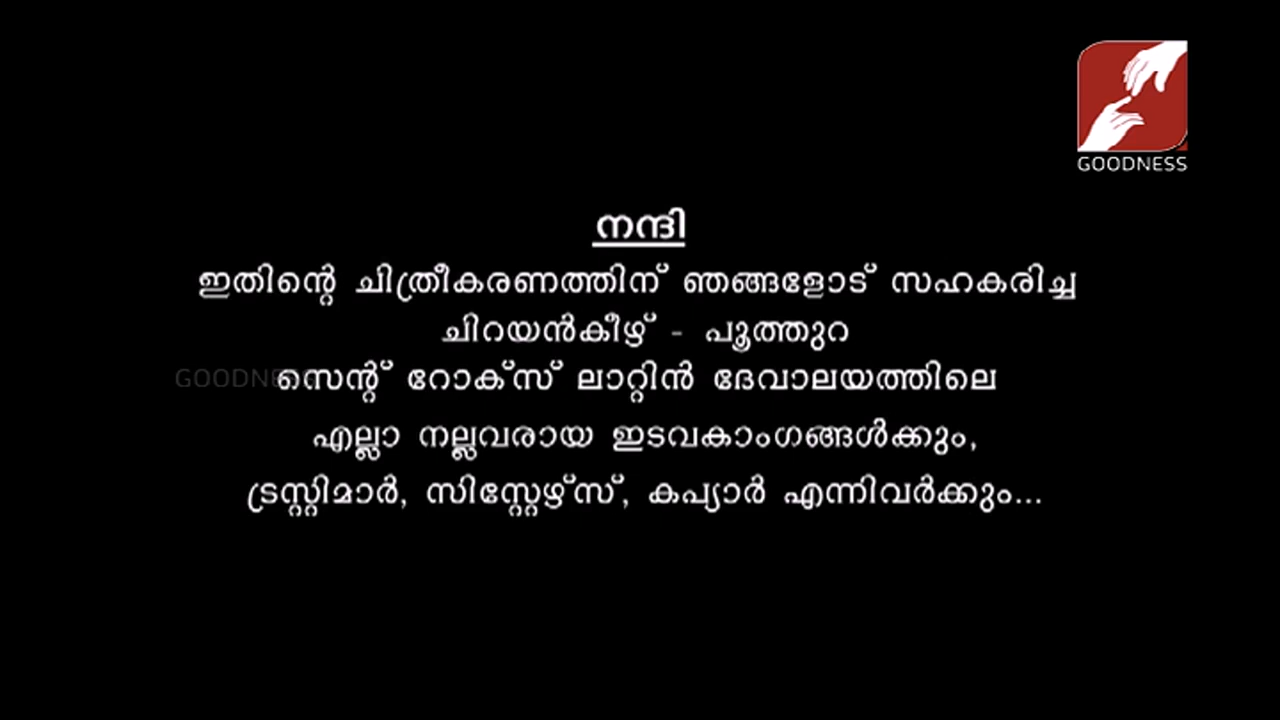 GOODNESS
നന്ദി
ഇതിന്റെ ചിത്രീകരണത്തിന് ഞങ്ങളോട് സഹകരിച്ച
ചിറയൻകീഴ് - പൂത്തുറ
GOODNESS
സെന്റ് റോക്സ് ലാറ്റിൻ ദേവാലയത്തിലെ
എല്ലാ നല്ലവരായ ഇടവകാംഗങ്ങൾക്കും,
ട്രസ്റ്റിമാർ, സിസ്റ്റേഴ്സ്, കപ്യാർ എന്നിവർക്കും...